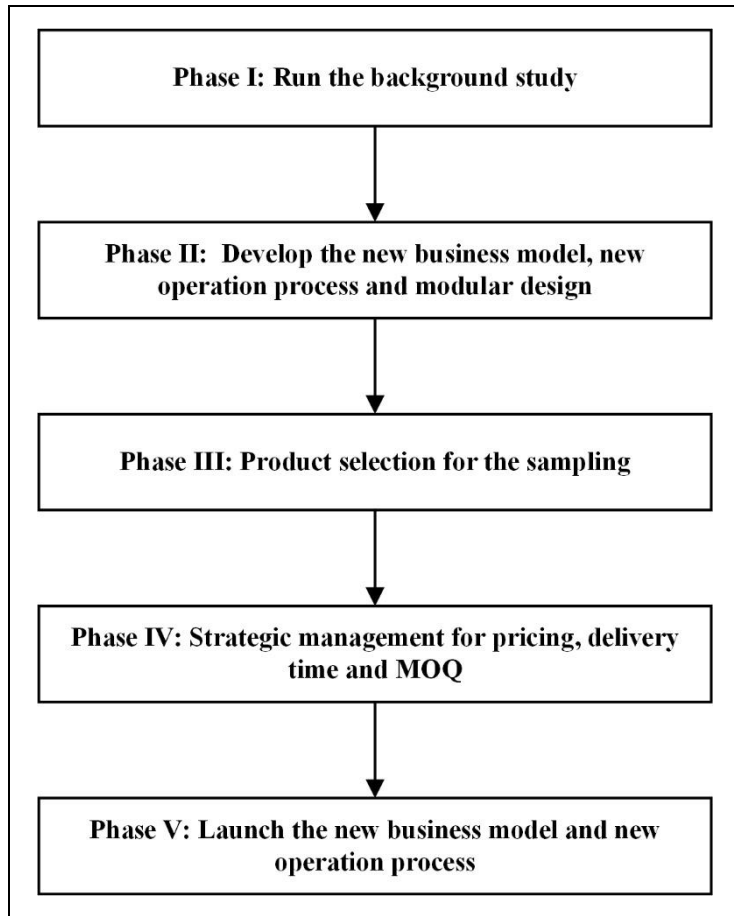 Phase I: Run the background study
Phase II:  Develop the new business model, new
operation process and modular design
Phase III: Product selection for the sampling
Phase IV: Strategic management for pricing, delivery
time and MOQ
Phase V: Launch the new business model and new
operation process